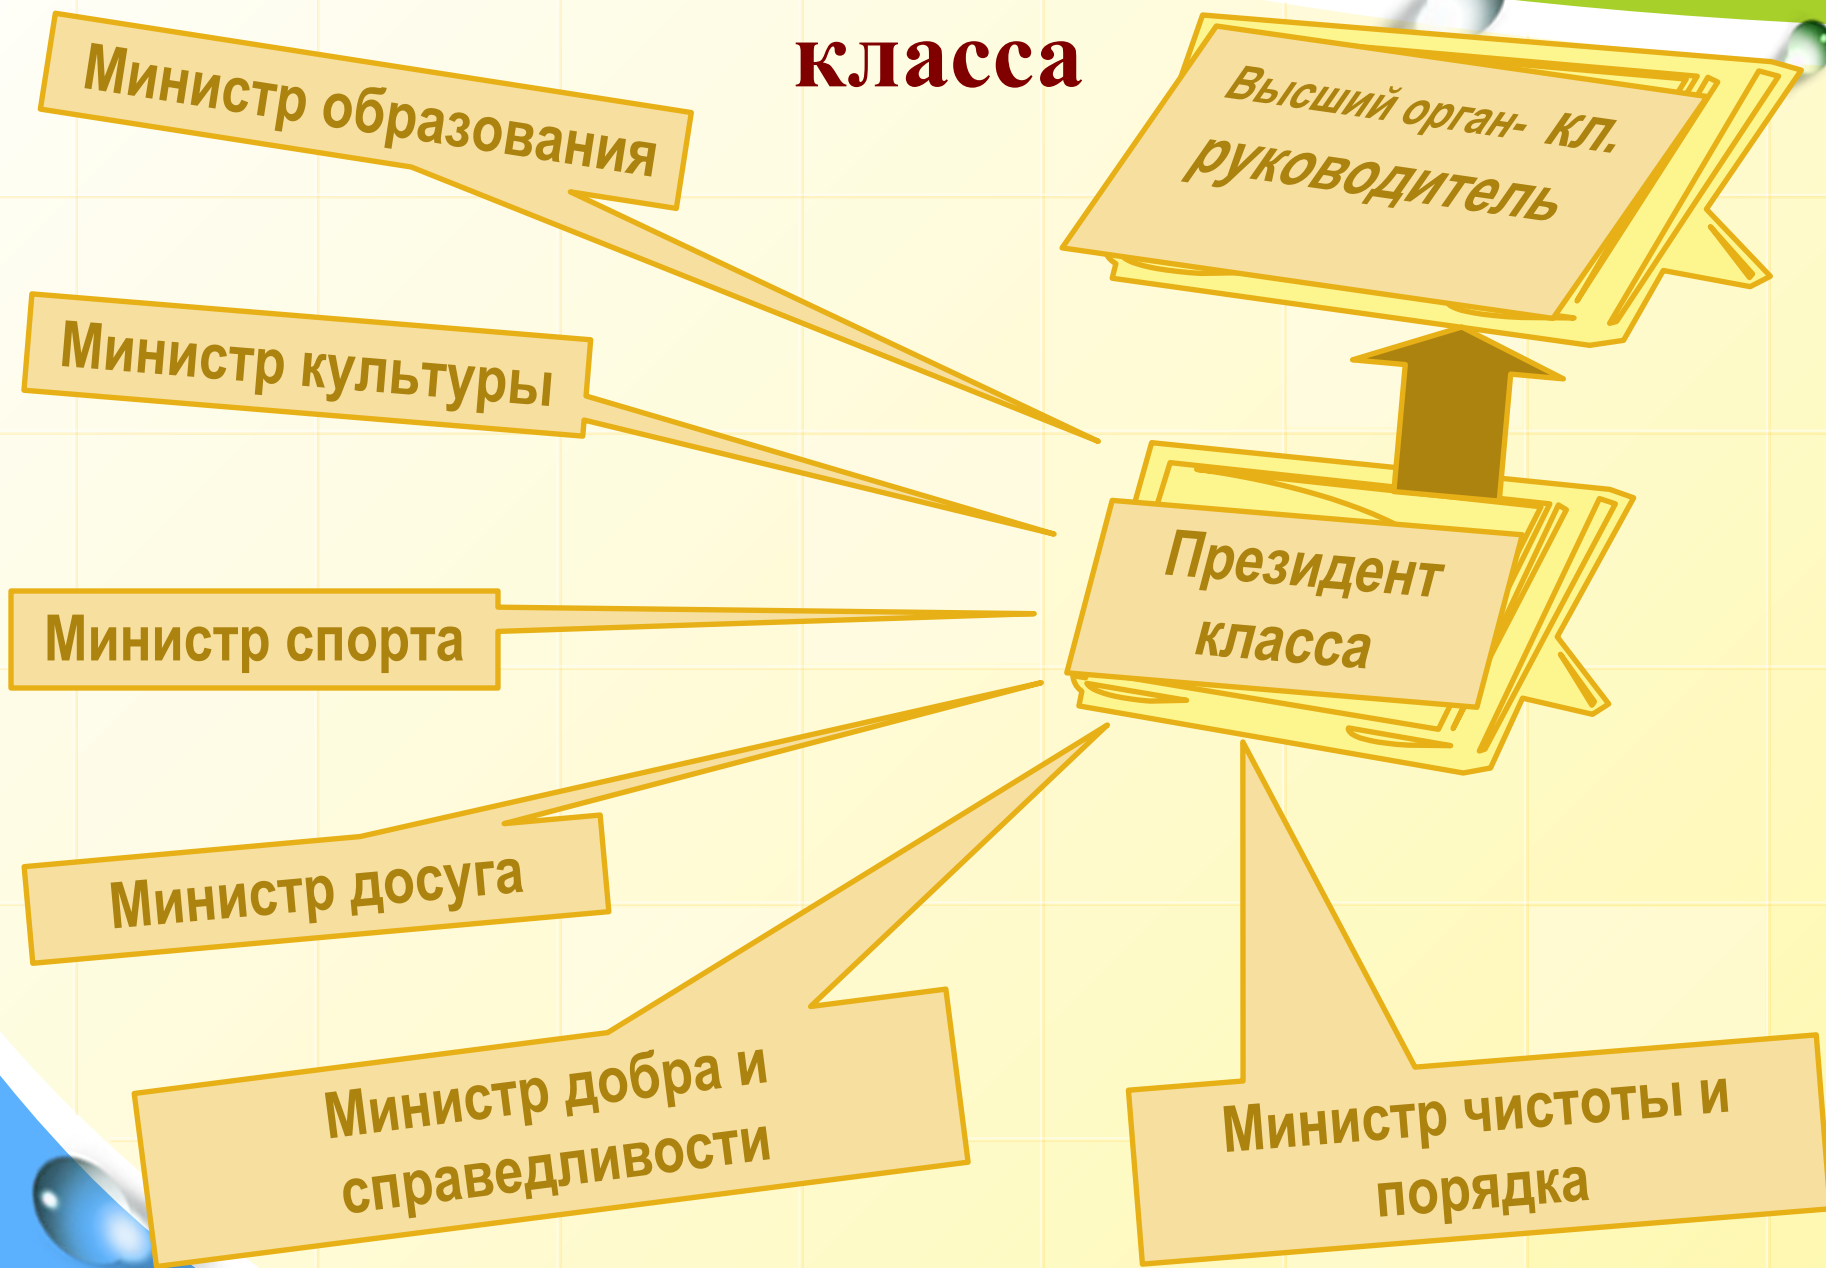 класса
Министр образования
Высший орган- кл.
руководитель
Министр культуры
Президент
класса
Министр спорта
Министр досуга
Министр добра и
справедливости
Министр чистоты и
порядка